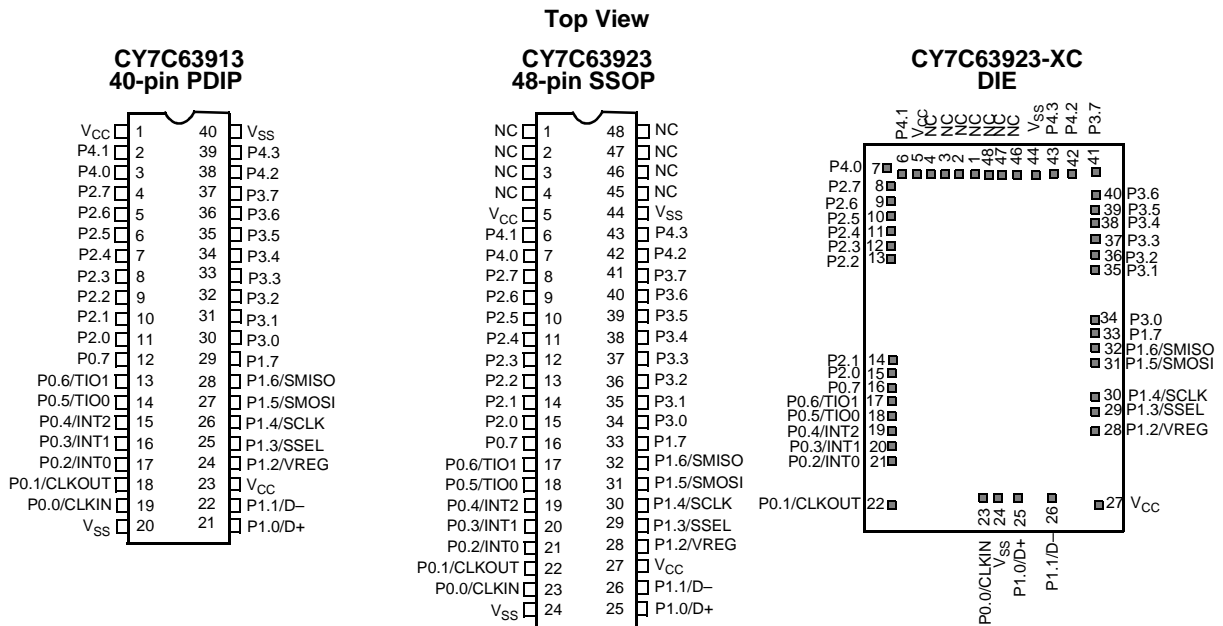 Top View
CY7C63913
40-pin PDIP
VCC 1 40 VSS
P4.1 2 39 P4.3
P4.0 3 38 P4.2
P2.7 4 37 P3.7
P2.6 5 36 P3.6
P2.5 6 35 P3.5
P2.4 7 34 P3.4
P2.3 8 33 P3.3
P2.2 9 32 P3.2
P2.1 10 31 P3.1
P2.0 11 30 P3.0
P0.7 12 29 P1.7
P0.6/TIO1 13 28 P1.6/SMISO
P0.5/TIO0 14 27 P1.5/SMOSI
P0.4/INT2 15 26 P1.4/SCLK
P0.3/INT1 16 25 P1.3/SSEL
P0.2/INT0 17 24 P1.2/VREG
P0.1/CLKOUT 18 23 VCC
P0.0/CLKIN 19 22 P1.1/D–
VSS 20 21 P1.0/D+
CY7C63923
48-pin SSOP
NC 1 48 NC
NC 2 47 NC
NC 3 46 NC
NC 4 45 NC
VCC 5 44 VSS
P4.1 6 43 P4.3
P4.0 7 42 P4.2
P2.7 8 41 P3.7
P2.6 9 40 P3.6
P2.5 10 39 P3.5
P2.4 11 38 P3.4
P2.3 12 37 P3.3
P2.2 13 36 P3.2
P2.1 14 35 P3.1
P2.0 15 34 P3.0
P0.7 16 33 P1.7
P0.6/TIO1 17 32 P1.6/SMISO
P0.5/TIO0 18 31 P1.5/SMOSI
P0.4/INT2 19 30 P1.4/SCLK
P0.3/INT1 20 29 P1.3/SSEL
P0.2/INT0 21 28 P1.2/VREG
P0.1/CLKOUT 22 27 VCC
P0.0/CLKIN 23 26 P1.1/D–
VSS 24 25 P1.0/D+
CY7C63923-XC
DIE
P4.1 VCC NC NC NC NC NC NC NC VSS P4.3 P4.2 P3.7
6 5 4 3 2 1 48 47 46 44 43 42 41
P4.0 7
P2.7 8
P2.6 9
P2.5 10
P2.4 11
P2.3 12
P2.2 13
40 P3.6
39 P3.5
38 P3.4
37 P3.3
36 P3.2
35 P3.1
34 P3.0
33 P1.7
32 P1.6/SMISO
31 P1.5/SMOSI
P2.1 14
P2.0 15
P0.7 16
P0.6/TIO1 17
P0.5/TIO0 18
P0.4/INT2 19
P0.3/INT1 20
P0.2/INT0 21
30 P1.4/SCLK
29 P1.3/SSEL
28 P1.2/VREG
P0.1/CLKOUT 22
27 VCC
23 24 25 26
P0.0/CLKIN VSS P1.0/D+ P1.1/D–